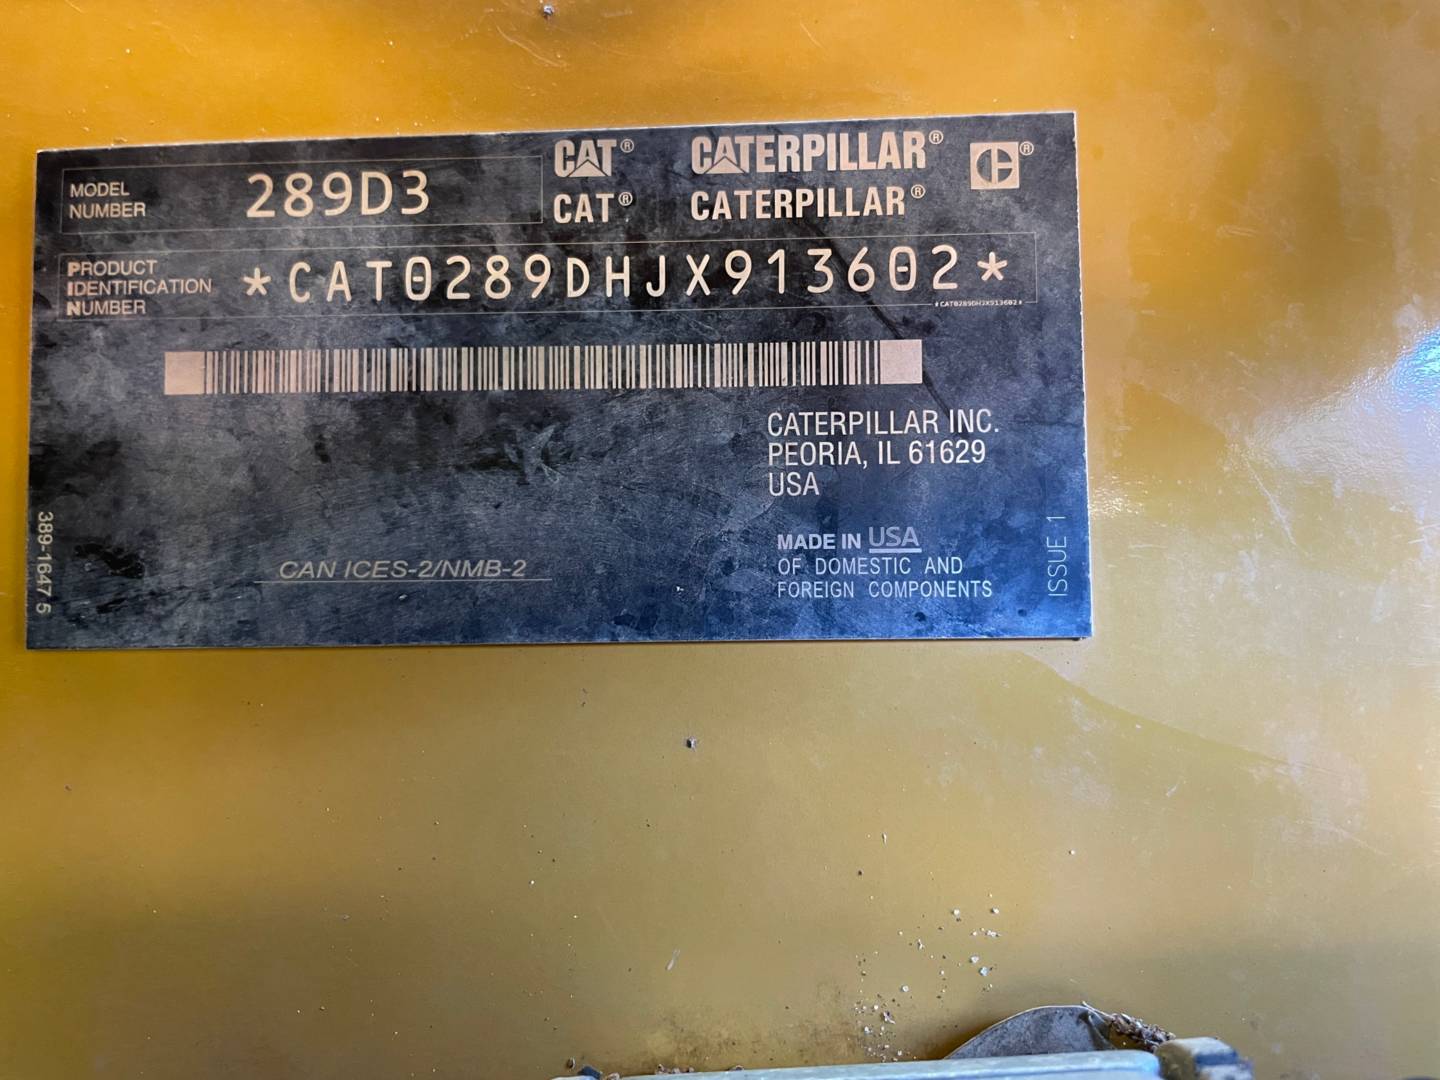 MODEL NUMBER 289D3
CAT® CATERPILLAR® ®
CAT® CATERPILLAR®
PRODUCT IDENTIFICATION NUMBER *CAT0289DHJX913602*
*CAT0289DHJX913602*
CATERPILLAR INC.
PEORIA, IL 61629
USA
MADE IN USA
OF DOMESTIC AND
FOREIGN COMPONENTS
CAN ICES-2/NMB-2
389-1647 5
ISSUE 1